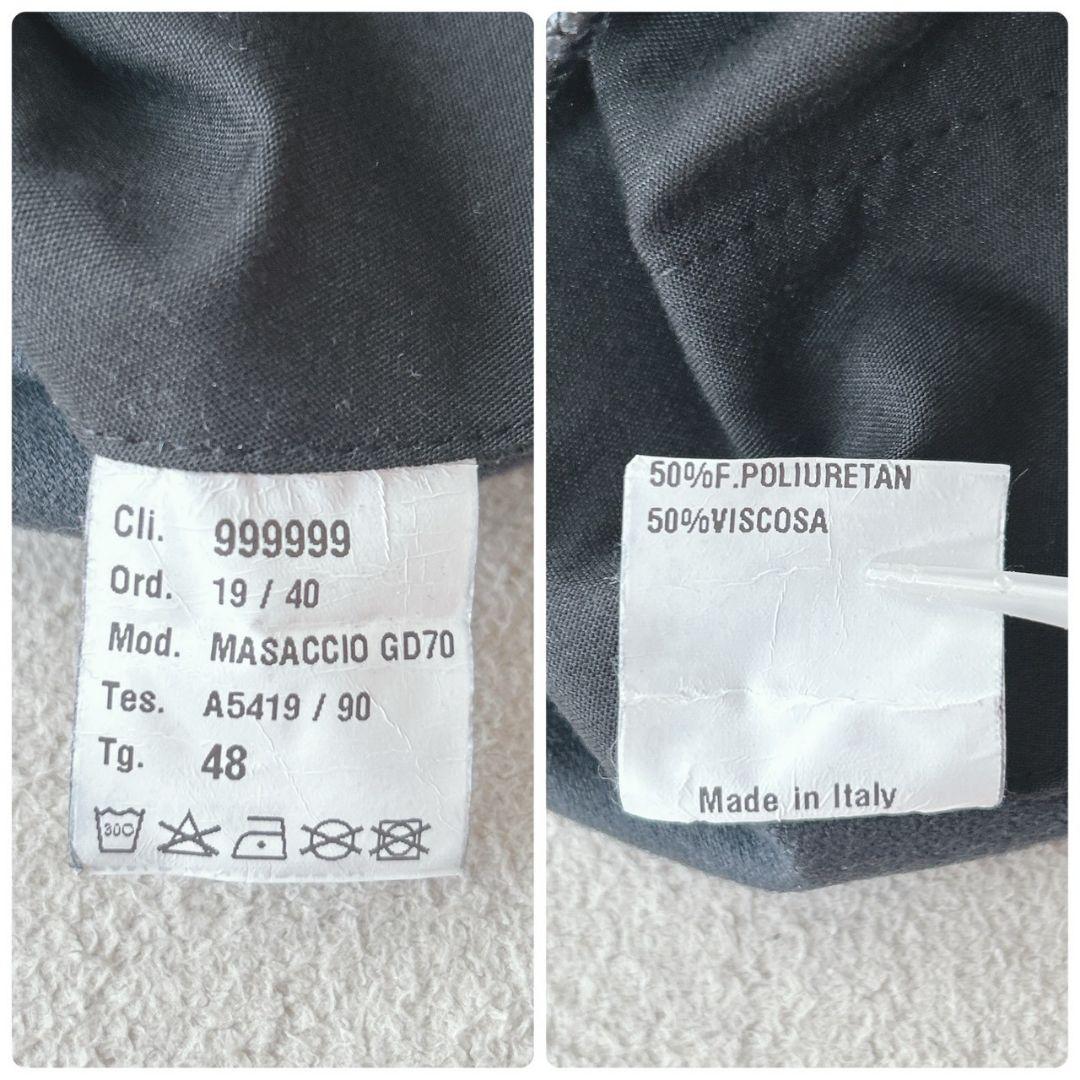 Cli. 999999
Ord. 19 / 40
Mod. MASACCIO GD70
Tes. A5419 / 90
Tg. 48
30C
50%F.POLIURETAN
50%VISCOSA
Made in Italy